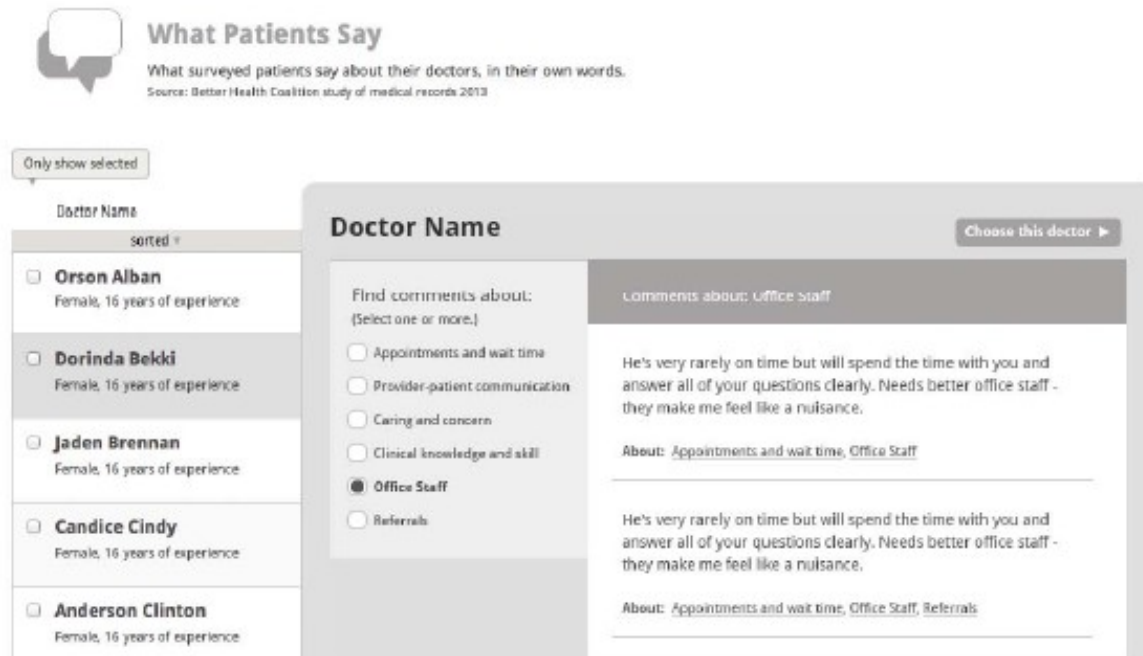 What Patients Say
What surveyed patients say about their doctors, in their own words.
Source: Better Health Coalition study of medical records 2013
Only show selected
Doctor Name
sorted
Orson Alban
Female, 16 years of experience
Dorinda Bekki
Female, 16 years of experience
Jaden Brennan
Female, 16 years of experience
Candice Cindy
Female, 16 years of experience
Anderson Clinton
Female, 16 years of experience
Doctor Name
Choose this doctor
Find comments about:
(Select one or more.)
Appointments and wait time
Provider-patient communication
Caring and concern
Clinical knowledge and skill
Office Staff
Referrals
Comments about: Office Staff
He's very rarely on time but will spend the time with you and
answer all of your questions clearly. Needs better office staff -
they make me feel like a nuisance.
About: Appointments and wait time, Office Staff
He's very rarely on time but will spend the time with you and
answer all of your questions clearly. Needs better office staff -
they make me feel like a nuisance.
About: Appointments and wait time, Office Staff, Referrals